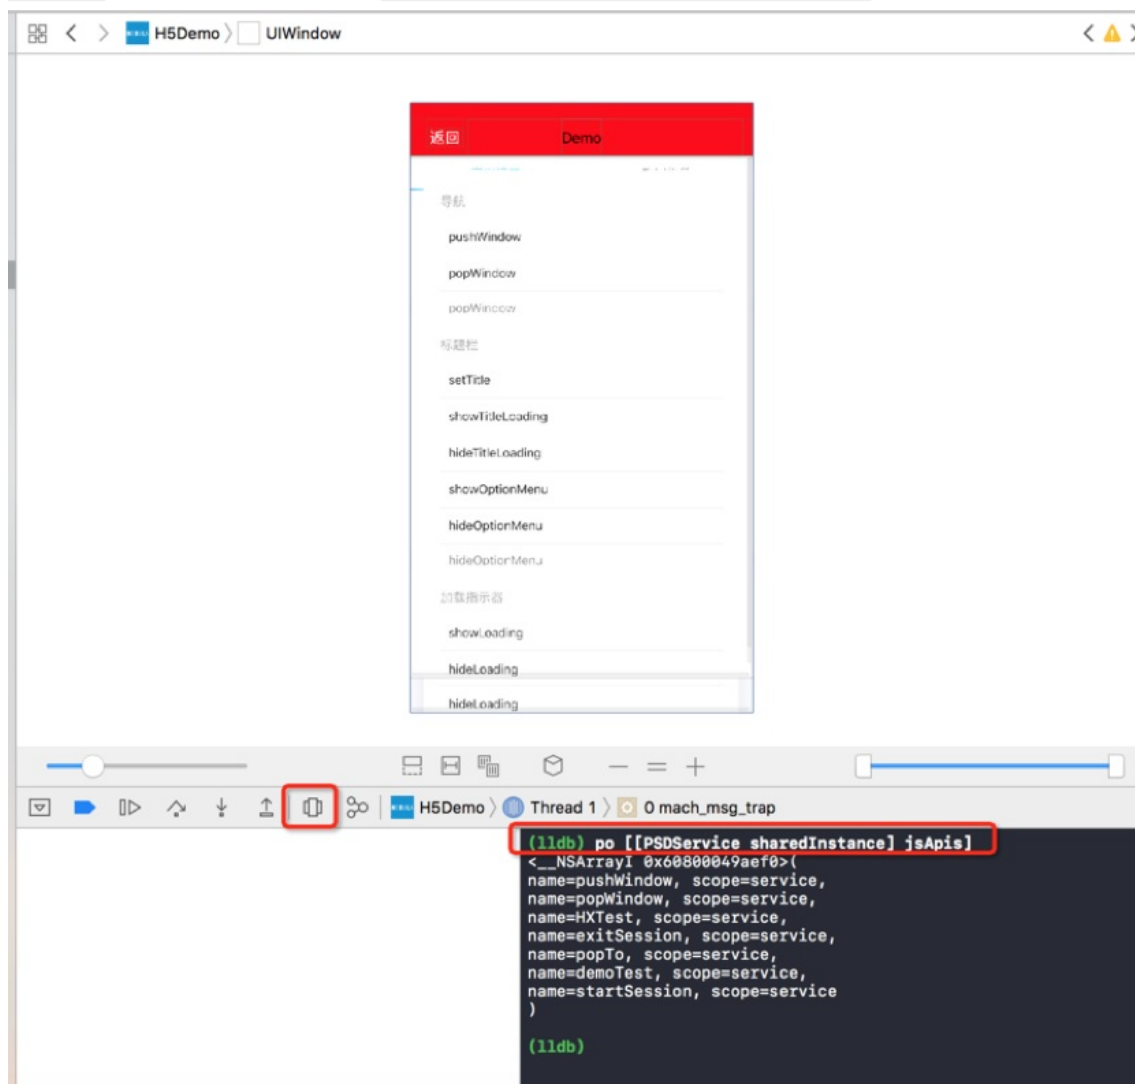 H5Demo
UIWindow
返回
Demo
导航
pushWindow
popWindow
popWindow
标题栏
setTitle
showTitleLoading
hideTitleLoading
showOptionMenu
hideOptionMenu
hideOptionMenu
加载指示器
showLoading
hideLoading
hideLoading
H5Demo
Thread 1
0 mach_msg_trap
(lldb) po [[PSDService sharedInstance] jsApis]
<__NSArrayI 0x60800049aef0>(
name=pushWindow, scope=service,
name=popWindow, scope=service,
name=HXTest, scope=service,
name=exitSession, scope=service,
name=popTo, scope=service,
name=demoTest, scope=service,
name=startSession, scope=service
)
(lldb)